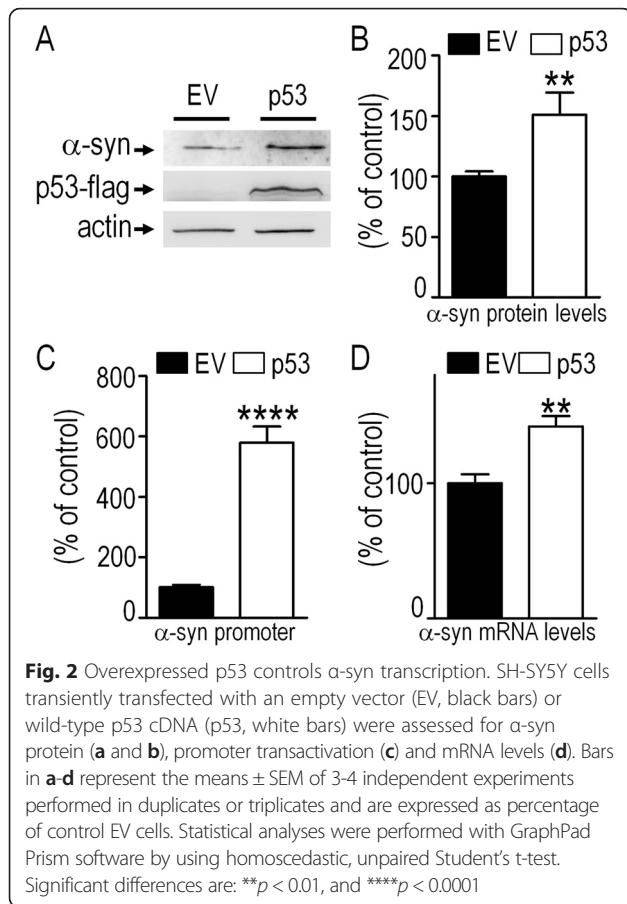 A
EV p53
α-syn
p53-flag
actin
B
EV p53
200
150
100
50
0
(% of control)
**
α-syn protein levels
C
EV p53
800
600
400
200
0
(% of control)
****
α-syn promoter
D
EV p53
100
0
(% of control)
**
α-syn mRNA levels
Fig. 2 Overexpressed p53 controls α-syn transcription. SH-SY5Y cells
transiently transfected with an empty vector (EV, black bars) or
wild-type p53 cDNA (p53, white bars) were assessed for α-syn
protein (a and b), promoter transactivation (c) and mRNA levels (d). Bars
in a-d represent the means ± SEM of 3-4 independent experiments
performed in duplicates or triplicates and are expressed as percentage
of control EV cells. Statistical analyses were performed with GraphPad
Prism software by using homoscedastic, unpaired Student's t-test.
Significant differences are: **p < 0.01, and ****p < 0.0001